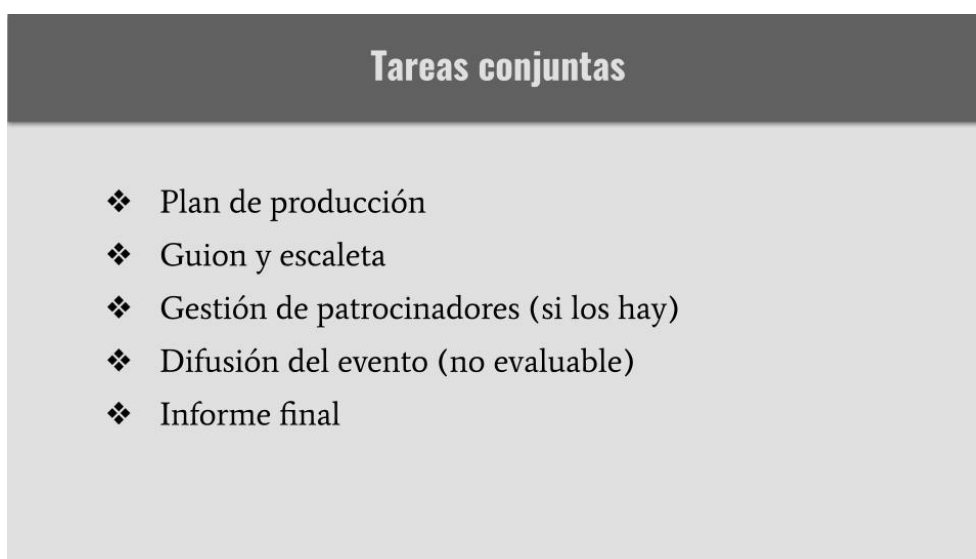 Tareas conjuntas
❖ Plan de producción
❖ Guion y escaleta
❖ Gestión de patrocinadores (si los hay)
❖ Difusión del evento (no evaluable)
❖ Informe final